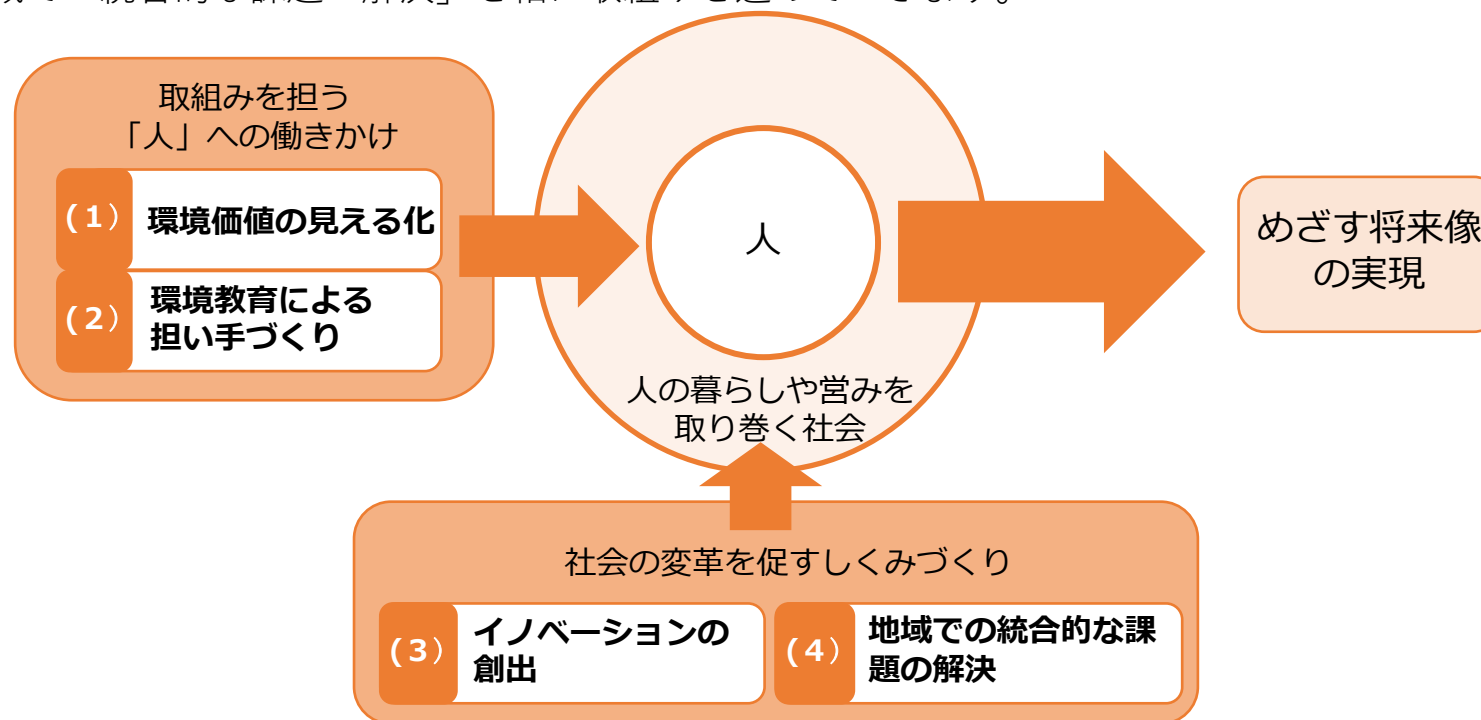 取組みを担う
「人」への働きかけ
(1) 環境価値の見える化
(2) 環境教育による
担い手づくり
人
人の暮らしや営みを
取り巻く社会
めざす将来像
の実現
社会の変革を促すしくみづくり
(3) イノベーションの
創出
(4) 地域での統合的な課
題の解決